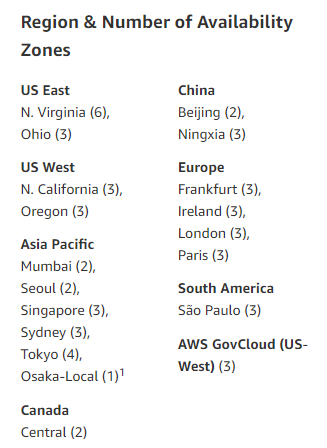 Region & Number of Availability
Zones
US East
N. Virginia (6),
Ohio (3)
US West
N. California (3),
Oregon (3)
Asia Pacific
Mumbai (2),
Seoul (2),
Singapore (3),
Sydney (3),
Tokyo (4),
Osaka-Local (1)¹
Canada
Central (2)
China
Beijing (2),
Ningxia (3)
Europe
Frankfurt (3),
Ireland (3),
London (3),
Paris (3)
South America
São Paulo (3)
AWS GovCloud (US-
West) (3)